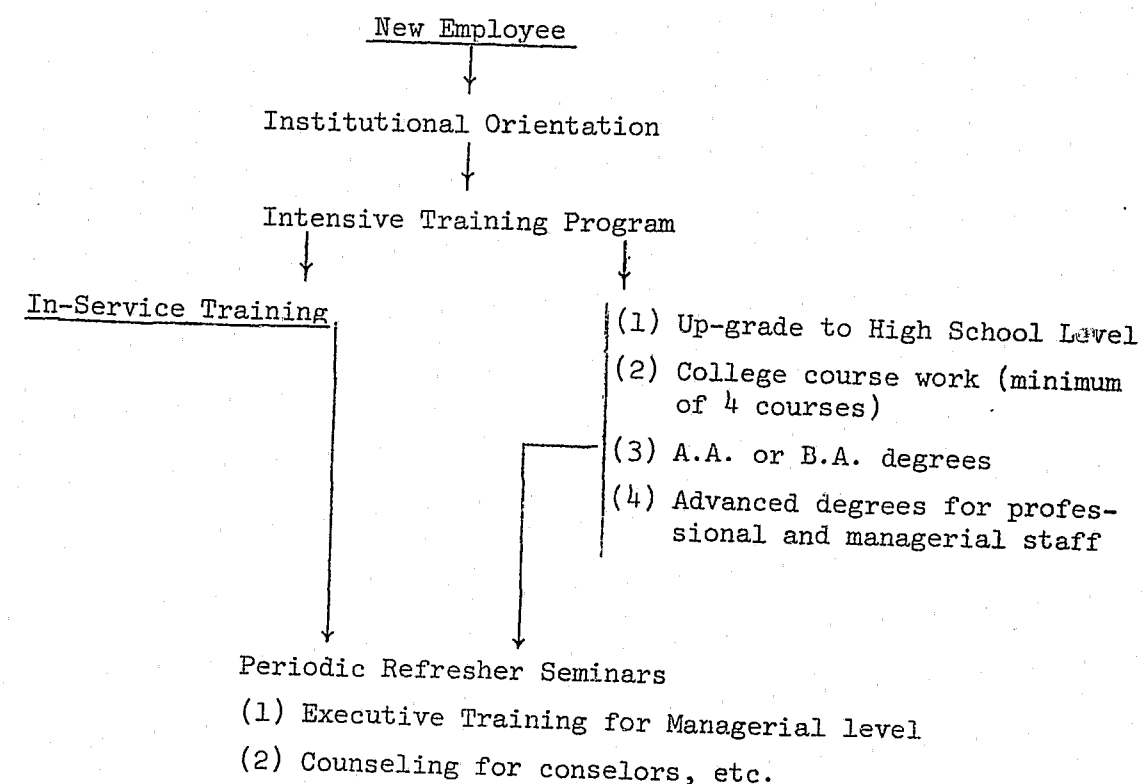 New Employee
Institutional Orientation
Intensive Training Program
In-Service Training
(1) Up-grade to High School Level
(2) College course work (minimum
of 4 courses)
(3) A.A. or B.A. degrees
(4) Advanced degrees for profes-
sional and managerial staff
Periodic Refresher Seminars
(1) Executive Training for Managerial level
(2) Counseling for conselors, etc.